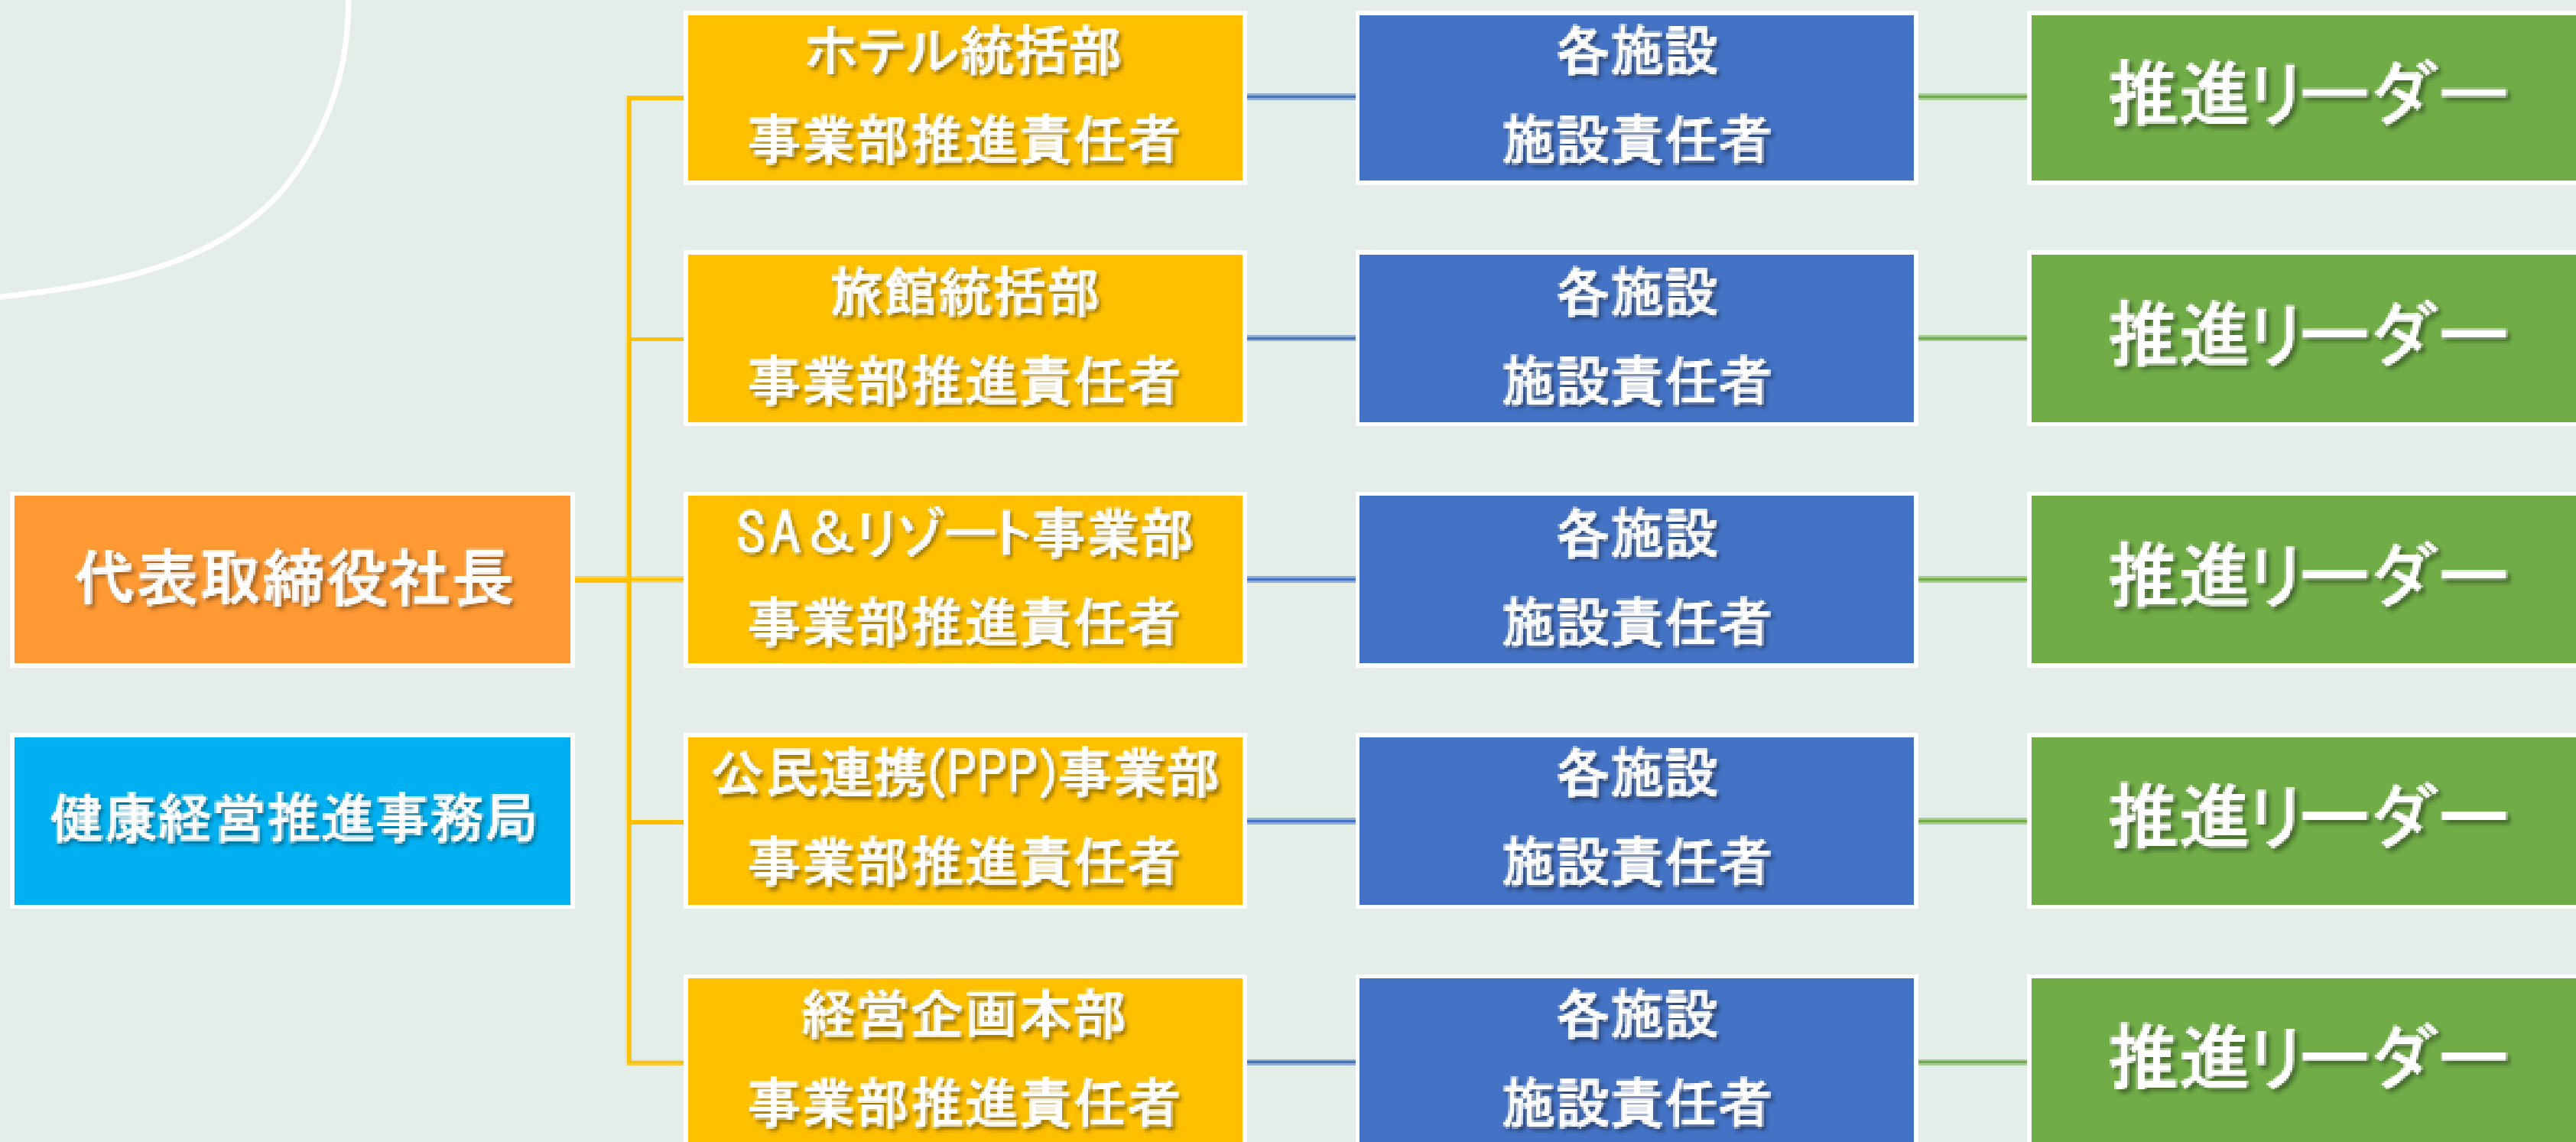 ホテル統括部
事業部推進責任者
各施設
施設責任者
推進リーダー
旅館統括部
事業部推進責任者
各施設
施設責任者
推進リーダー
代表取締役社長
SA&リゾート事業部
事業部推進責任者
各施設
施設責任者
推進リーダー
健康経営推進事務局
公民連携(PPP)事業部
事業部推進責任者
各施設
施設責任者
推進リーダー
経営企画本部
事業部推進責任者
各施設
施設責任者
推進リーダー